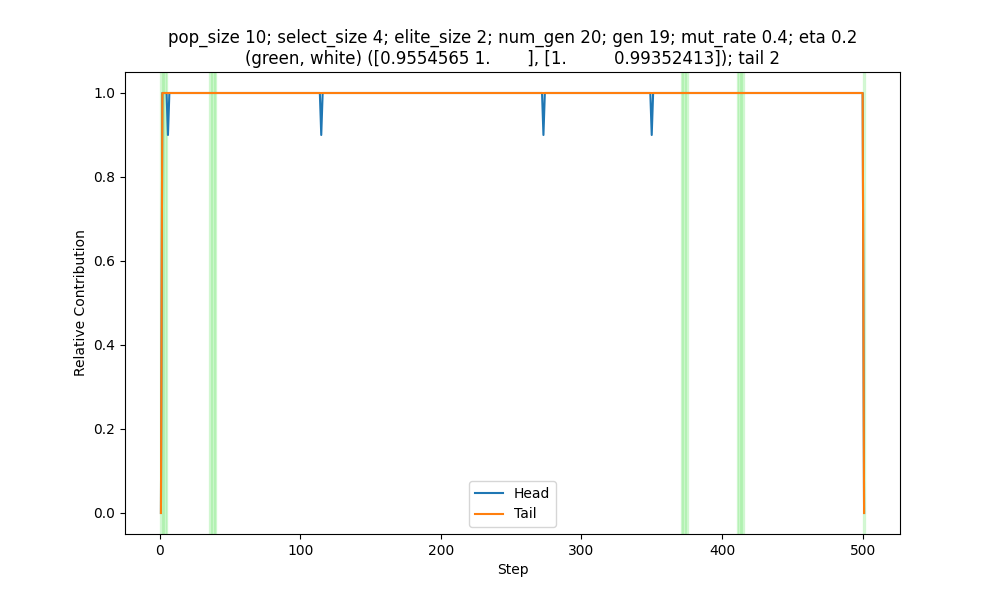 pop_size 10; select_size 4; elite_size 2; num_gen 20; gen 19; mut_rate 0.4; eta 0.2
(green, white) ([0.9554565 1.        ], [1.         0.99352413]); tail 2
1.0
0.8
0.6
0.4
0.2
0.0
Relative Contribution
Head
Tail
0 100 200 300 400 500
Step